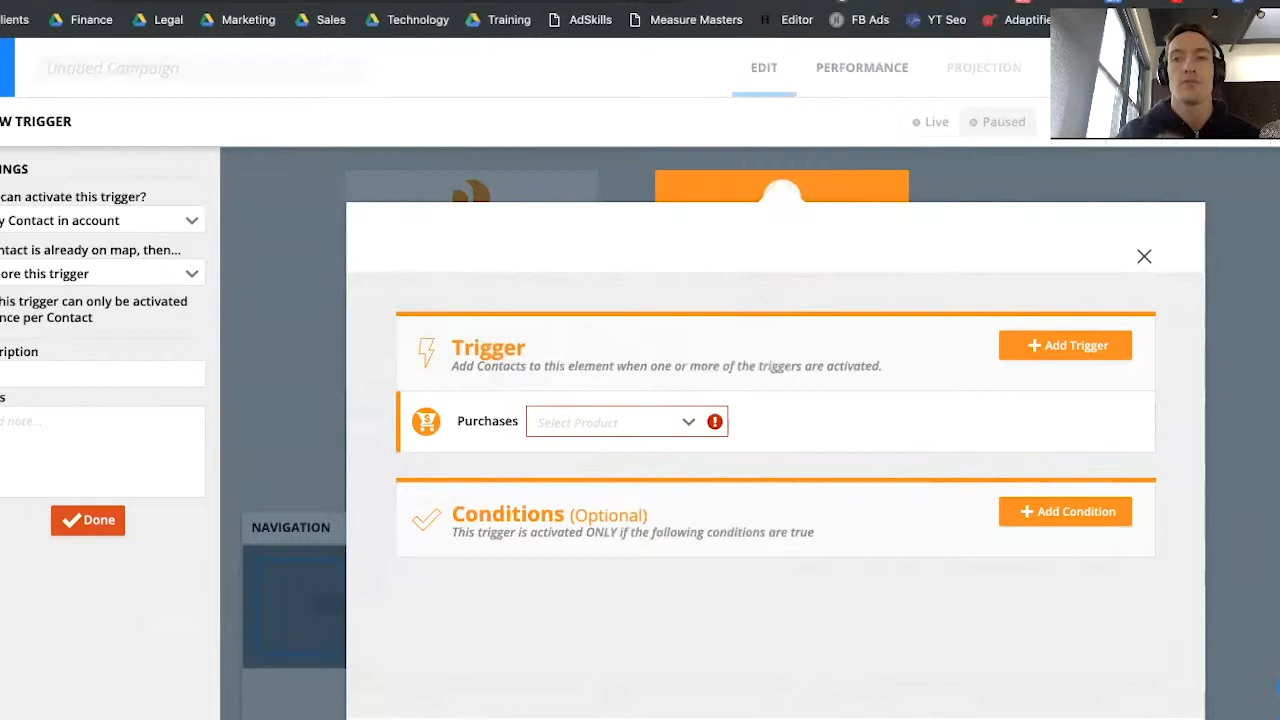 lients Finance Legal Marketing Sales Technology Training AdSkills Measure Masters H Editor FB Ads YT Seo Adaptifie
Untitled Campaign
EDIT PERFORMANCE PROJECTION
W TRIGGER
Live Paused
NGS
can activate this trigger?
y Contact in account
ntact is already on map, then...
ore this trigger
his trigger can only be activated
nce per Contact
ription
s
d note...
Done
NAVIGATION
Trigger
Add Contacts to this element when one or more of the triggers are activated.
Add Trigger
Purchases Select Product
Conditions (Optional)
This trigger is activated ONLY if the following conditions are true
Add Condition